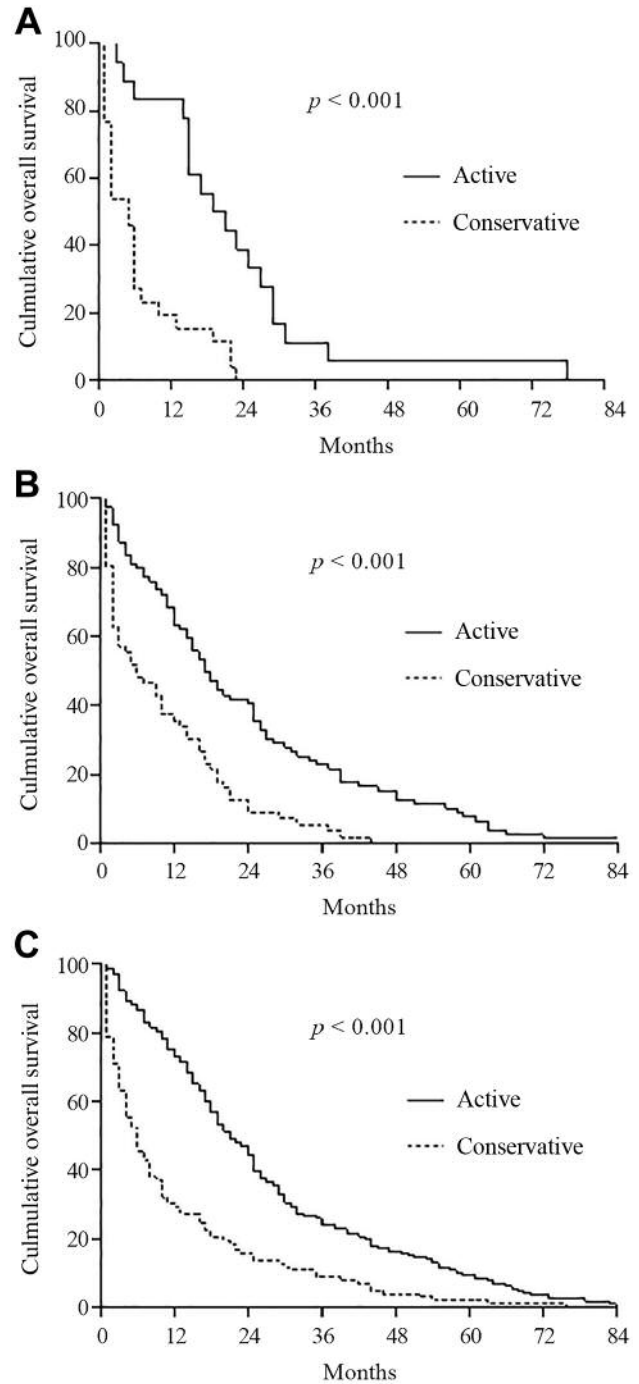 A
100
80
60
40
20
0
Culmulative overall survival
p < 0.001
Active
Conservative
0 12 24 36 48 60 72 84
Months
B
100
80
60
40
20
0
Culmulative overall survival
p < 0.001
Active
Conservative
0 12 24 36 48 60 72 84
Months
C
100
80
60
40
20
0
Culmulative overall survival
p < 0.001
Active
Conservative
0 12 24 36 48 60 72 84
Months